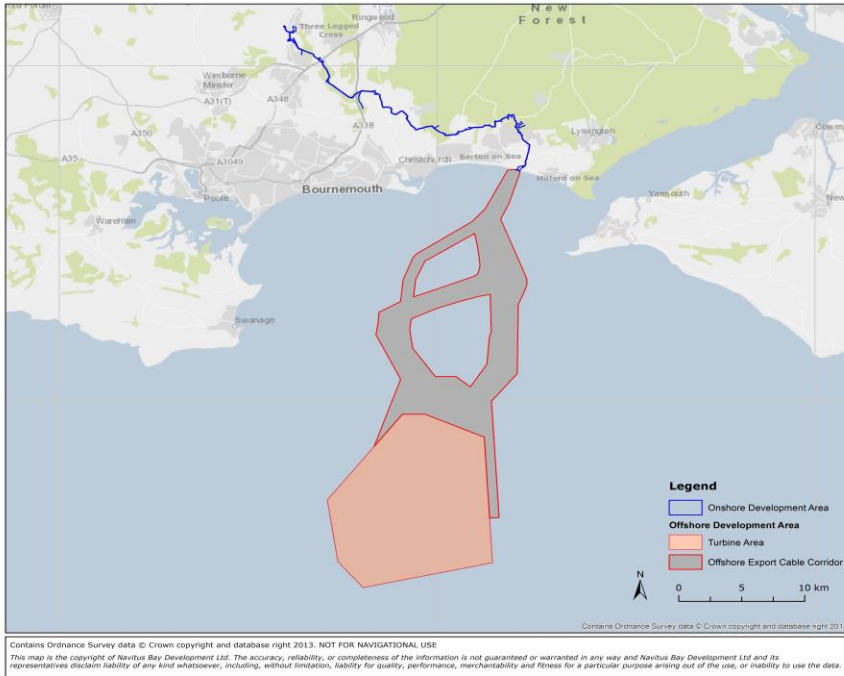 New
Forest
Ringwood
Three Legged
Cross
Wimborne
Minster
A31(T)
A348
A350
A338
A35
A3049
Lymington
Cowes
Christchurch
Barton on Sea
Milford on Sea
Bournemouth
Poole
Yarmouth
New
Wareham
Swanage
Legend
Onshore Development Area
Offshore Development Area
Turbine Area
Offshore Export Cable Corridor
N
0 5 10 km
Contains Ordnance Survey data © Crown copyright and database right 201
Contains Ordnance Survey data © Crown copyright and database right 2013. NOT FOR NAVIGATIONAL USE
This map is the copyright of Navitus Bay Development Ltd. The accuracy, reliability, or completeness of the information is not guaranteed or warranted in any way and Navitus Bay Development Ltd and its
representatives disclaim liability of any kind whatsoever, including, without limitation, liability for quality, performance, merchantability and fitness for a particular purpose arising out of the use, or inability to use the data.